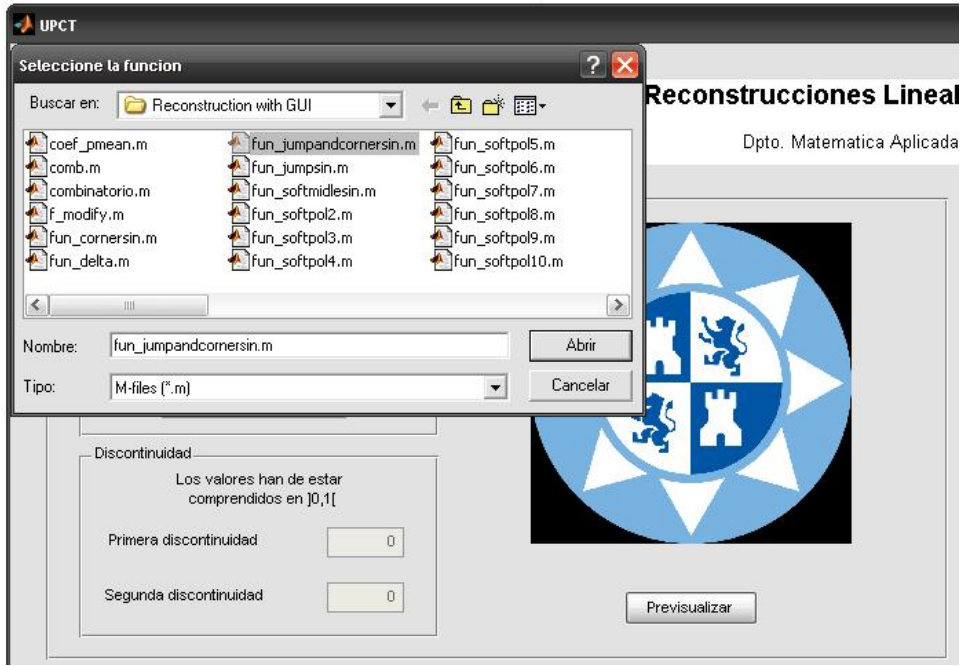 UPCT
Seleccione la funcion
Buscar en:
Reconstruction with GUI
coef_pmean.m
comb.m
combinatorio.m
f_modify.m
fun_cornersin.m
fun_delta.m
fun_jumpandcornersin.m
fun_jumpsin.m
fun_softmidlesin.m
fun_softpol2.m
fun_softpol3.m
fun_softpol4.m
fun_softpol5.m
fun_softpol6.m
fun_softpol7.m
fun_softpol8.m
fun_softpol9.m
fun_softpol10.m
Nombre:
fun_jumpandcornersin.m
Abrir
Tipo:
M-files (*.m)
Cancelar
Reconstrucciones Lineal
Dpto. Matematica Aplicada
Discontinuidad
Los valores han de estar
comprendidos en ]0,1[
Primera discontinuidad
0
Segunda discontinuidad
0
Previsualizar